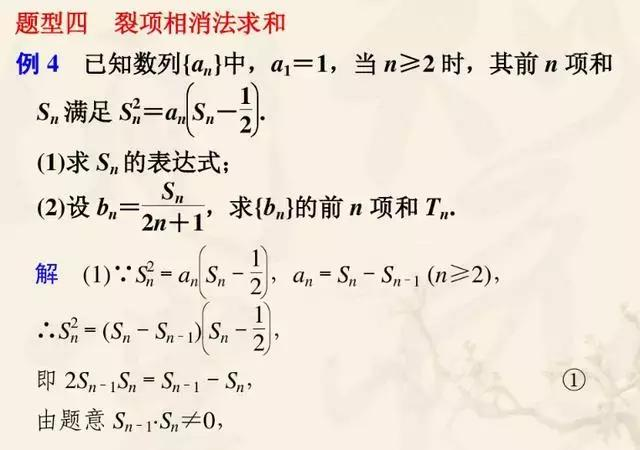 题型四 裂项相消法求和
例 4 已知数列{aₙ}中，a₁＝1，当 n≥2 时，其前 n 项和
Sₙ 满足 Sₙ²＝aₙ(Sₙ－1/2).
(1)求 Sₙ 的表达式；
(2)设 bₙ＝Sₙ/(2n＋1)，求{bₙ}的前 n 项和 Tₙ.
解 (1)∵Sₙ²＝aₙ(Sₙ－1/2)，aₙ＝Sₙ－Sₙ₋₁ (n≥2)，
∴Sₙ²＝(Sₙ－Sₙ₋₁)(Sₙ－1/2)，
即 2Sₙ₋₁Sₙ＝Sₙ₋₁－Sₙ， ①
由题意 Sₙ₋₁·Sₙ≠0，